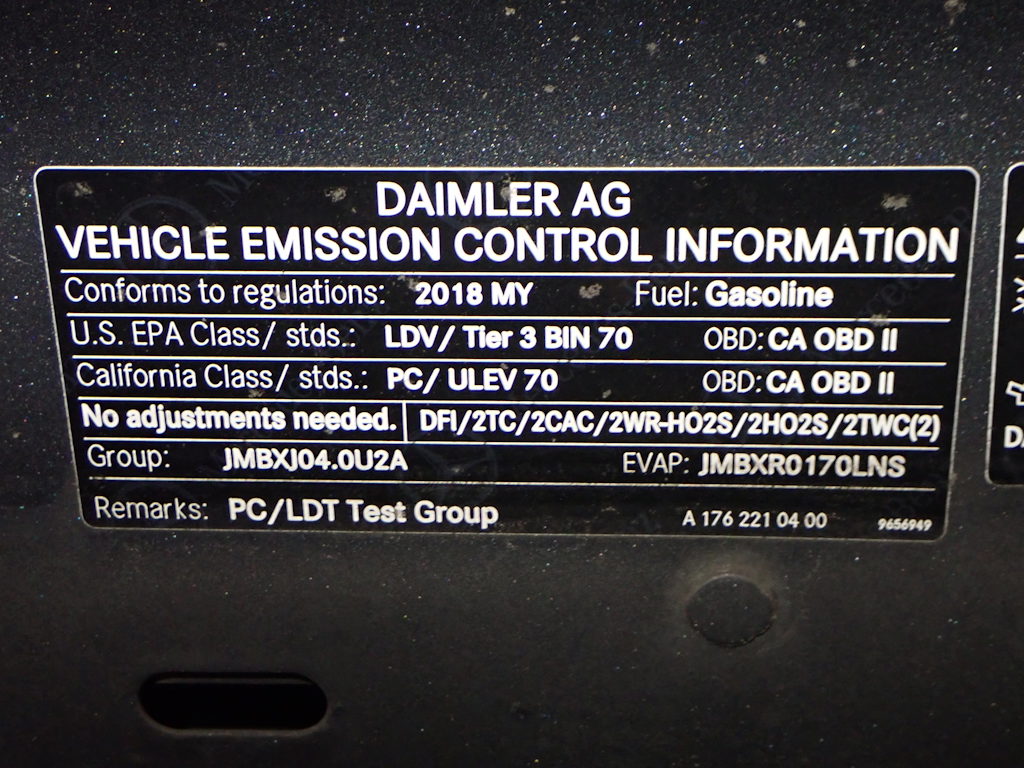 DAIMLER AG
VEHICLE EMISSION CONTROL INFORMATION
Conforms to regulations: 2018 MY Fuel: Gasoline
U.S. EPA Class/ stds.: LDV/ Tier 3 BIN 70 OBD: CA OBD II
California Class/ stds.: PC/ ULEV 70 OBD: CA OBD II
No adjustments needed. DFI/2TC/2CAC/2WR-HO2S/2HO2S/2TWC(2)
Group: JMBXJ04.0U2A EVAP: JMBXR0170LNS
Remarks: PC/LDT Test Group A 176 221 04 00 9656949